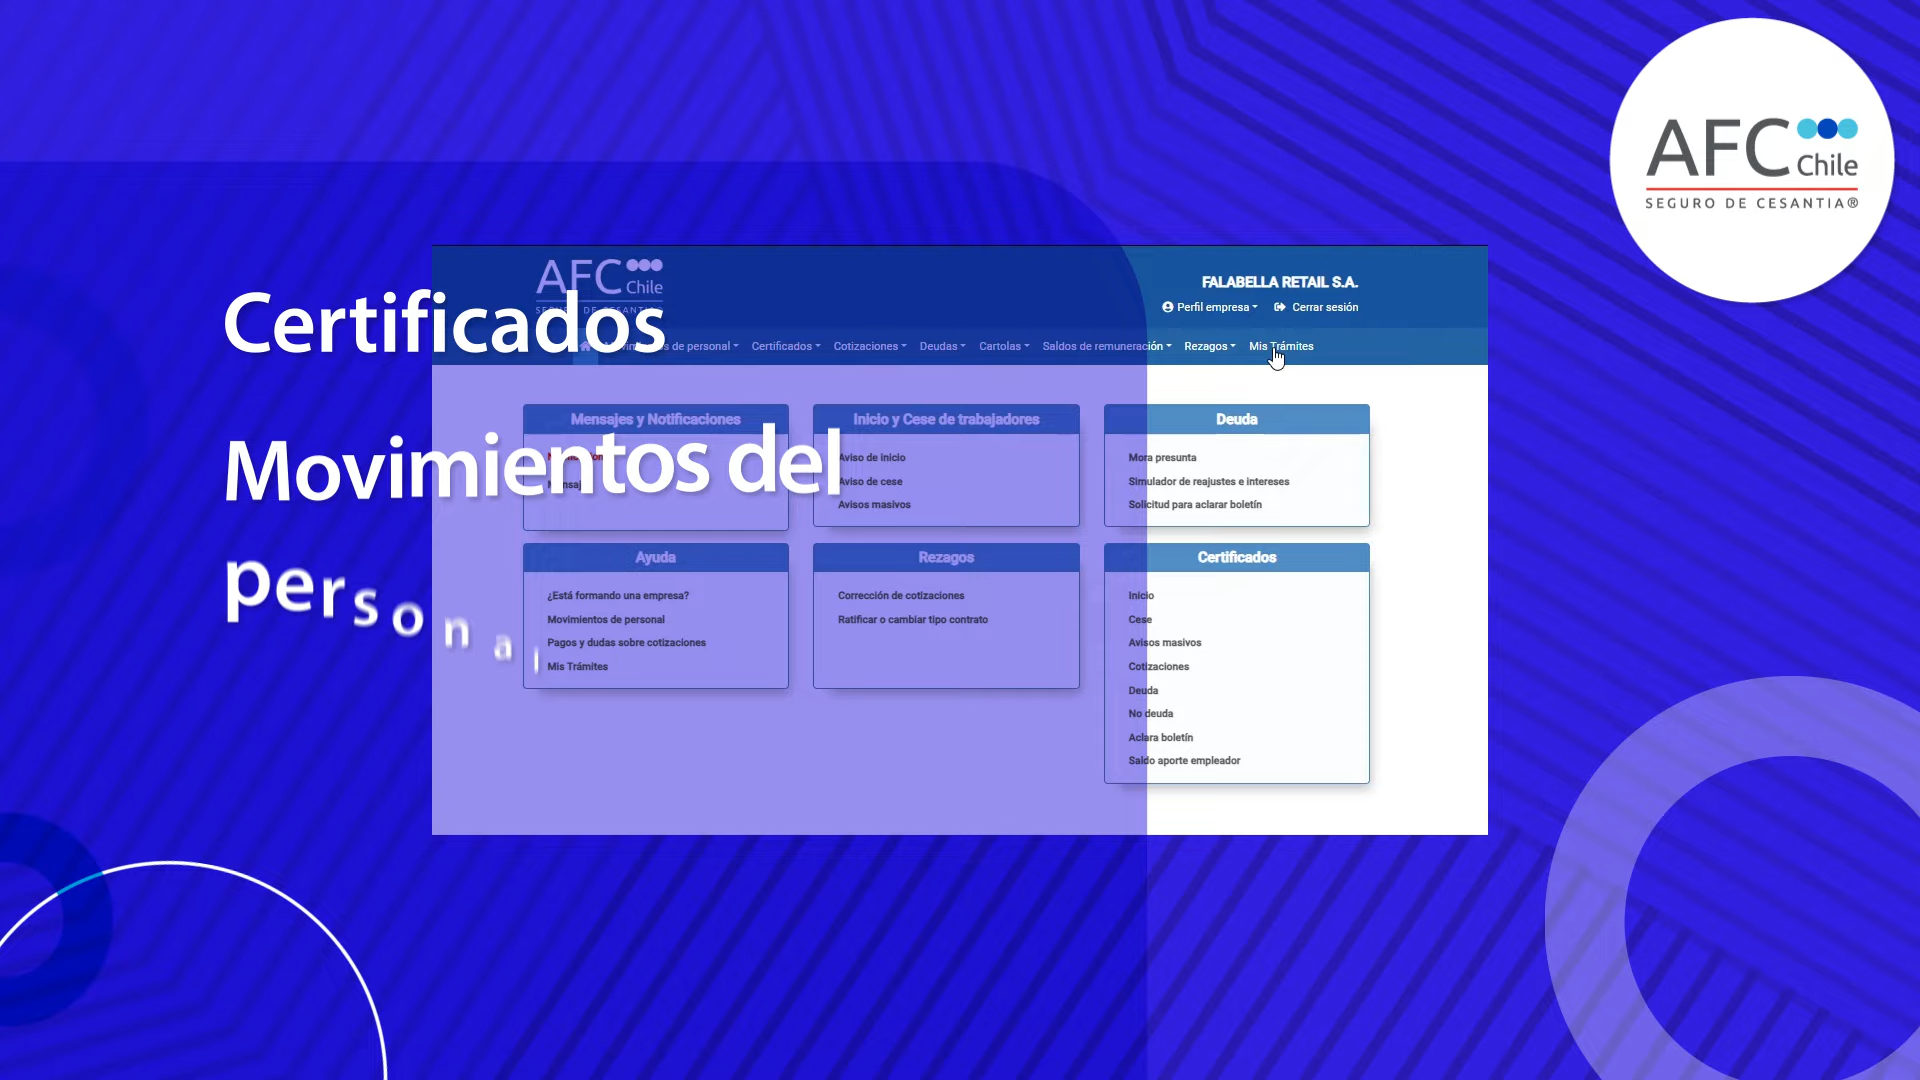 AFC Chile
SEGURO DE CESANTIA®
AFC Chile
FALABELLA RETAIL S.A.
Perfil empresa
Cerrar sesión
de personal
Certificados
Cotizaciones
Deudas
Cartolas
Saldos de remuneración
Rezagos
Mis Trámites
Certificados
Movimientos del
personal
Mensajes y Notificaciones
Inicio y Cese de trabajadores
Aviso de inicio
Aviso de cese
Avisos masivos
Deuda
Mora presunta
Simulador de reajustes e intereses
Solicitud para aclarar boletín
Ayuda
¿Está formando una empresa?
Movimientos de personal
Pagos y dudas sobre cotizaciones
Mis Trámites
Rezagos
Corrección de cotizaciones
Ratificar o cambiar tipo contrato
Certificados
Inicio
Cese
Avisos masivos
Cotizaciones
Deuda
No deuda
Aclara boletín
Saldo aporte empleador